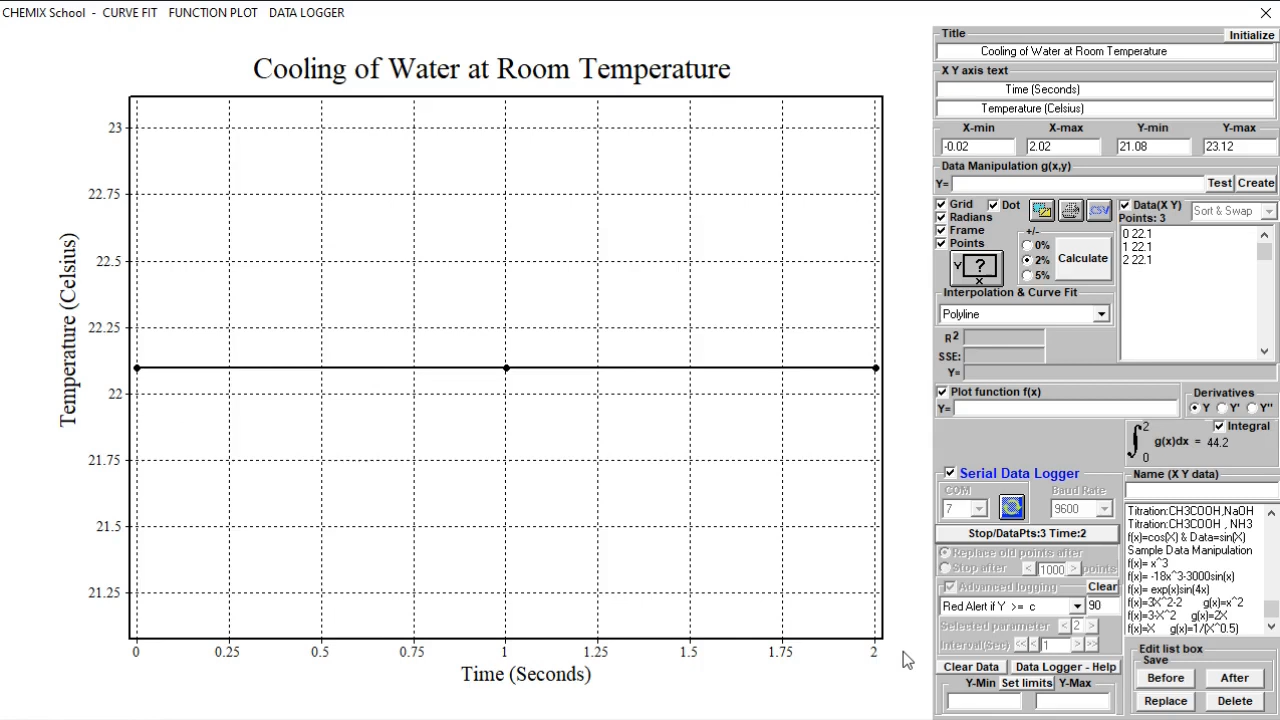 CHEMIX School - CURVE FIT FUNCTION PLOT DATA LOGGER
Cooling of Water at Room Temperature
23
22.75
22.5
22.25
22
21.75
21.5
21.25
Temperature (Celsius)
0 0.25 0.5 0.75 1 1.25 1.5 1.75 2
Time (Seconds)
Title Initialize
Cooling of Water at Room Temperature
X Y axis text
Time (Seconds)
Temperature (Celsius)
X-min X-max Y-min Y-max
-0.02 2.02 21.08 23.12
Data Manipulation g(x,y)
Y= Test Create
Grid Dot CSV
Radians
Frame
Points
+/-
0%
2%
5%
Calculate
Y ? X
Data(X Y)
Points: 3
Sort & Swap
0 22.1
1 22.1
2 22.1
Interpolation & Curve Fit
Polyline
R2
SSE:
Y=
Plot function f(x)
Y=
Derivatives
Y Y' Y''
Integral
2
∫ g(x)dx = 44.2
0
Serial Data Logger
COM Baud Rate
7 9600
Stop/DataPts:3 Time:2
Replace old points after
Stop after < 1000 > points
Advanced logging Clear
Red Alert if Y >= c 90
Selected parameter < 2 >
Interval(Sec) << < 1 > >>
Clear Data Data Logger - Help
Y-Min Set limits Y-Max
Name (X Y data)
Titration:CH3COOH,NaOH
Titration:CH3COOH , NH3
f(x)=cos(X) & Data=sin(X)
Sample Data Manipulation
f(x)= x^3
f(x)= -18x^3-3000sin(x)
f(x)= exp(x)sin(4x)
f(x)=3X^2-2 g(x)=x^2
f(x)=3-X^2 g(x)=2X
f(x)=X g(x)=1/(X^0.5)
Edit list box
Save
Before After
Replace Delete